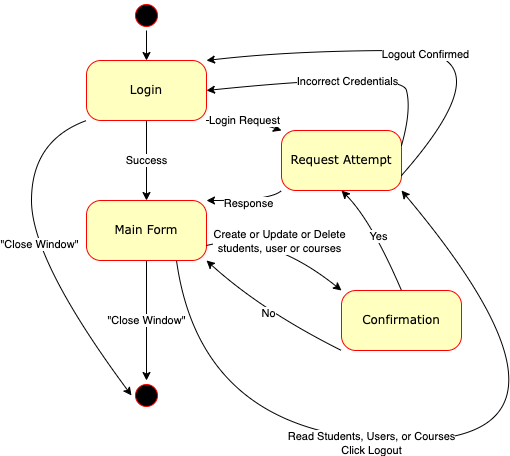 Logout Confirmed
Incorrect Credentials
Login
Login Request
Success
Request Attempt
Response
Main Form
Create or Update or Delete
students, user or courses
Yes
"Close Window"
No
"Close Window"
Confirmation
Read Students, Users, or Courses
Click Logout